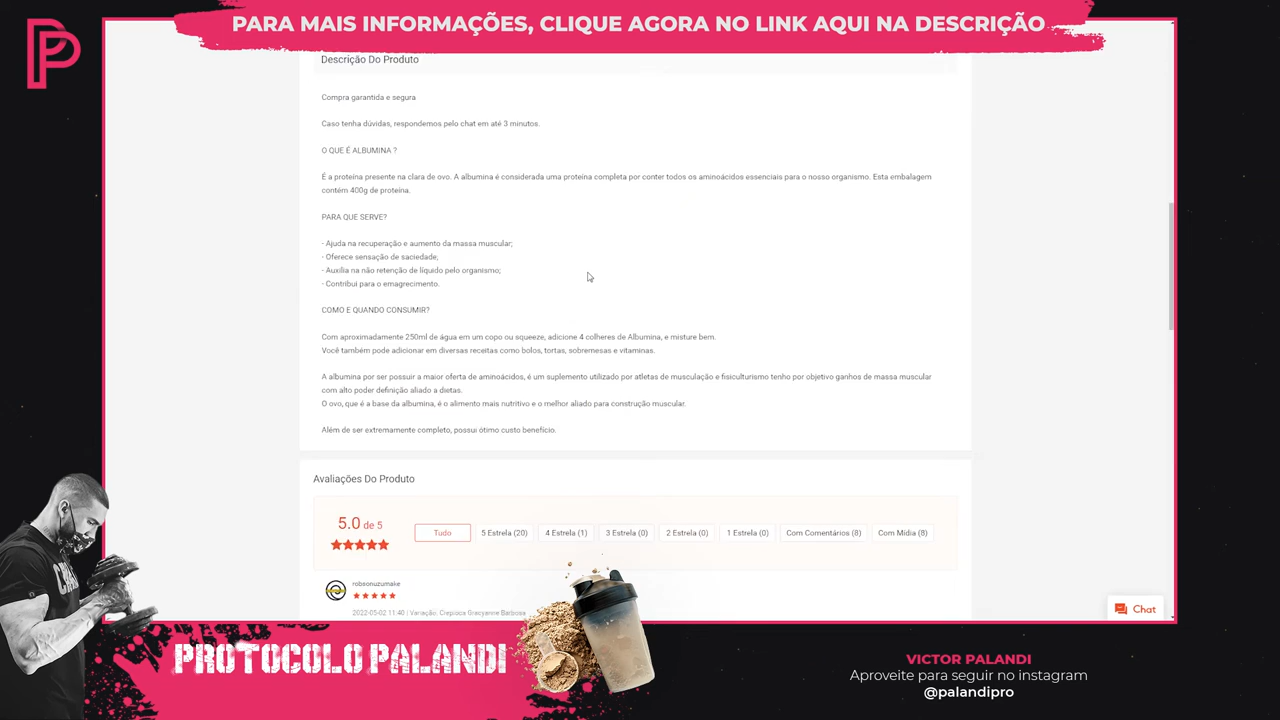 PARA MAIS INFORMAÇÕES, CLIQUE AGORA NO LINK AQUI NA DESCRIÇÃO
Descrição Do Produto
Compra garantida e segura
Caso tenha dúvidas, respondemos pelo chat em até 3 minutos.
O QUE É ALBUMINA ?
É a proteína presente na clara de ovo. A albumina é considerada uma proteína completa por conter todos os aminoácidos essenciais para o nosso organismo. Esta embalagem
contém 400g de proteína.
PARA QUE SERVE?
- Ajuda na recuperação e aumento da massa muscular;
- Oferece sensação de saciedade,
- Auxilia na não retenção de líquido pelo organismo;
- Contribui para o emagrecimento.
COMO E QUANDO CONSUMIR?
Com aproximadamente 250ml de água em um copo ou squeeze, adicione 4 colheres de Albumina, e misture bem.
Você também pode adicionar em diversas receitas como bolos, tortas, sobremesas e vitaminas.
A albumina por ser possuir a maior oferta de aminoácidos, é um suplemento utilizado por atletas de musculação e fisiculturismo tenho por objetivo ganhos de massa muscular
com alto poder definição aliado a dietas.
O ovo, que é a base da albumina, é o alimento mais nutritivo e o melhor aliado para construção muscular.
Além de ser extremamente completo, possui ótimo custo benefício.
Avaliações Do Produto
5.0 de 5
Tudo
5 Estrela (20)
4 Estrela (1)
3 Estrela (0)
2 Estrela (0)
1 Estrela (0)
Com Comentários (8)
Com Mídia (8)
robsonuzumake
2022-05-02 11:40 | Variação: Crepioca Gracyanne Barbosa
Chat
PROTOCOLO PALANDI
VICTOR PALANDI
Aproveite para seguir no instagram
@palandipro